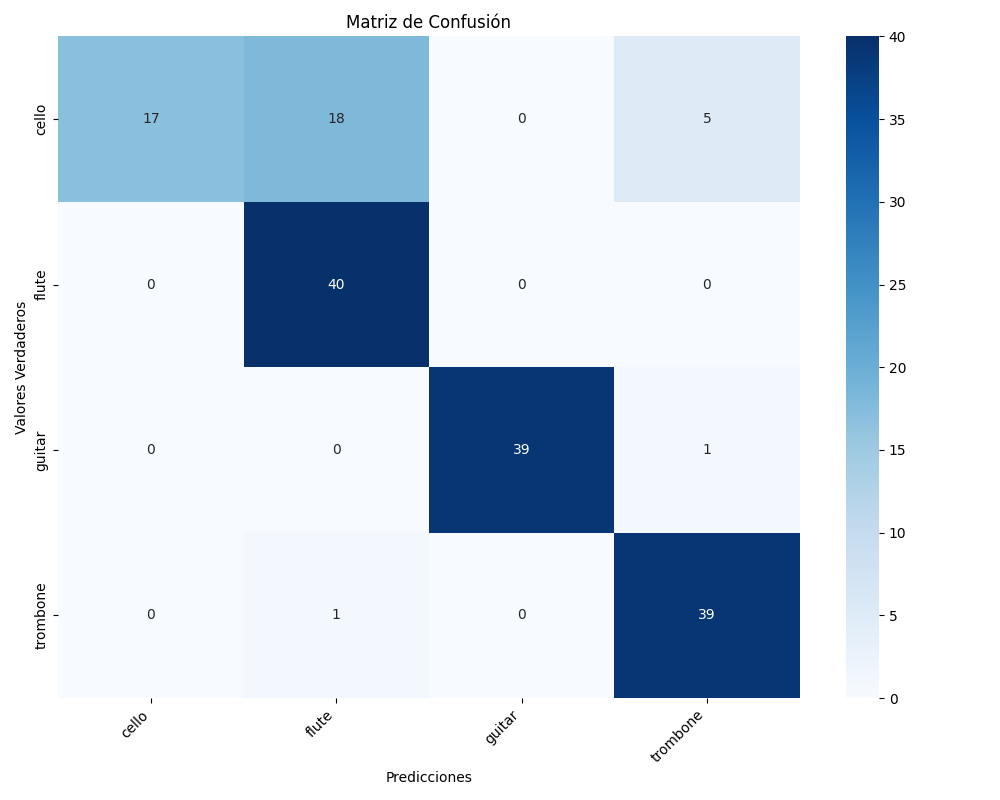 Matriz de Confusión
cello
17 18 0 5
flute
0 40 0 0
guitar
0 0 39 1
trombone
0 1 0 39
Valores Verdaderos
cello flute guitar trombone
Predicciones
40
35
30
25
20
15
10
5
0